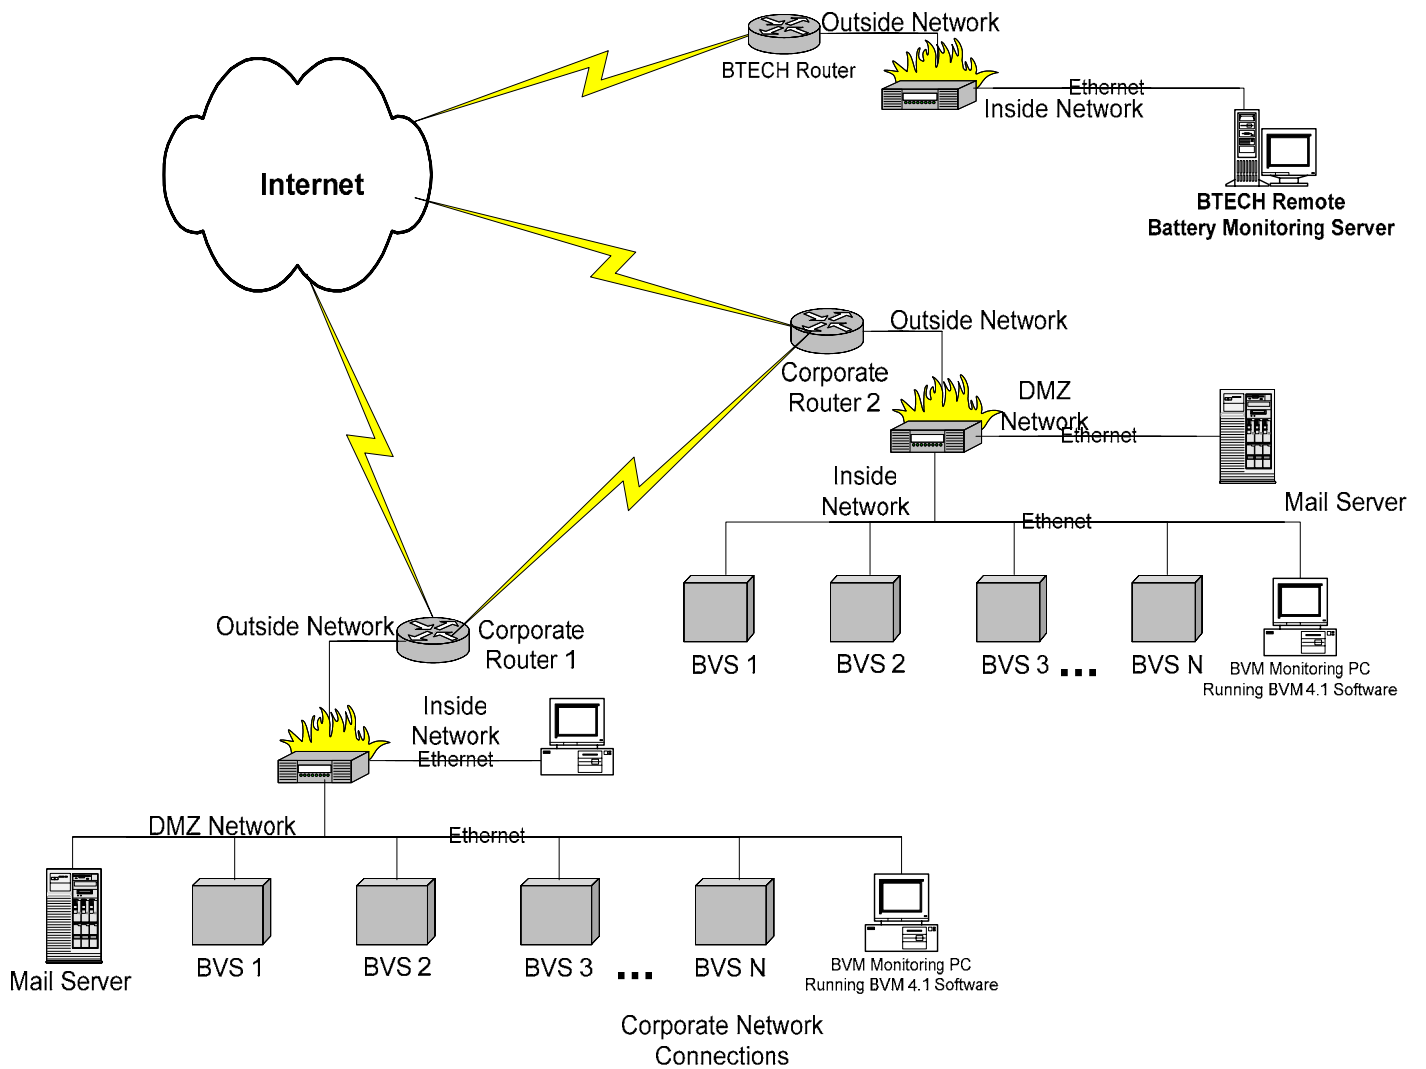 Outside Network
BTECH Router
Ethernet
Inside Network
Internet
BTECH Remote
Battery Monitoring Server
Outside Network
Corporate
Router 2
DMZ
Network
Ethernet
Mail Server
Inside
Network
Ethenet
BVS 1
BVS 2
BVS 3
...
BVS N
BVM Monitoring PC
Running BVM 4.1 Software
Outside Network
Corporate
Router 1
Inside
Network
Ethernet
DMZ Network
Ethernet
Mail Server
BVS 1
BVS 2
BVS 3
...
BVS N
BVM Monitoring PC
Running BVM 4.1 Software
Corporate Network
Connections